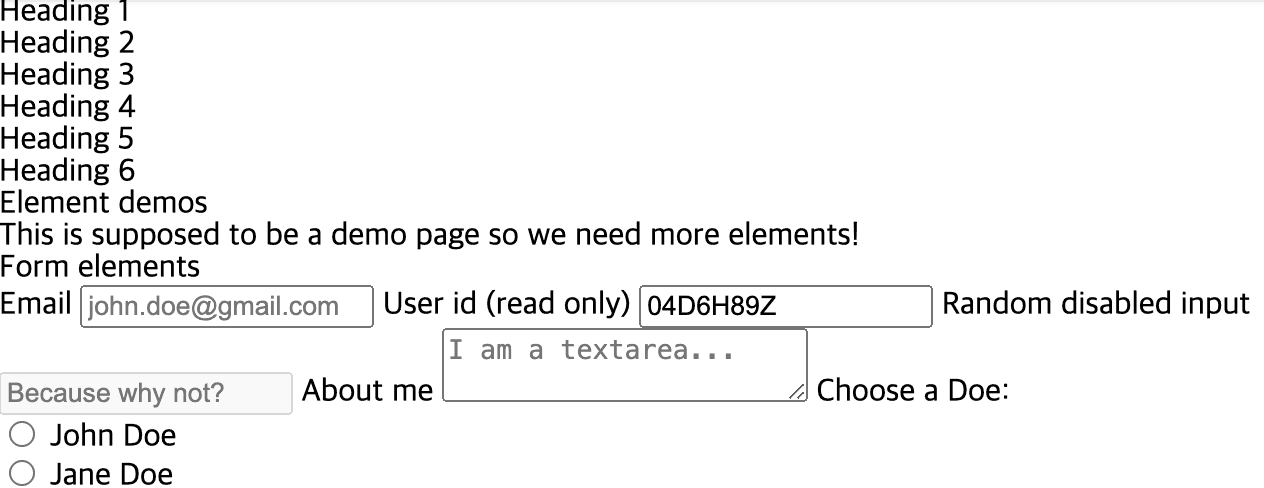 Heading 1
Heading 2
Heading 3
Heading 4
Heading 5
Heading 6
Element demos
This is supposed to be a demo page so we need more elements!
Form elements
Email john.doe@gmail.com User id (read only) 04D6H89Z Random disabled input
Because why not? About me I am a textarea... Choose a Doe:
John Doe
Jane Doe